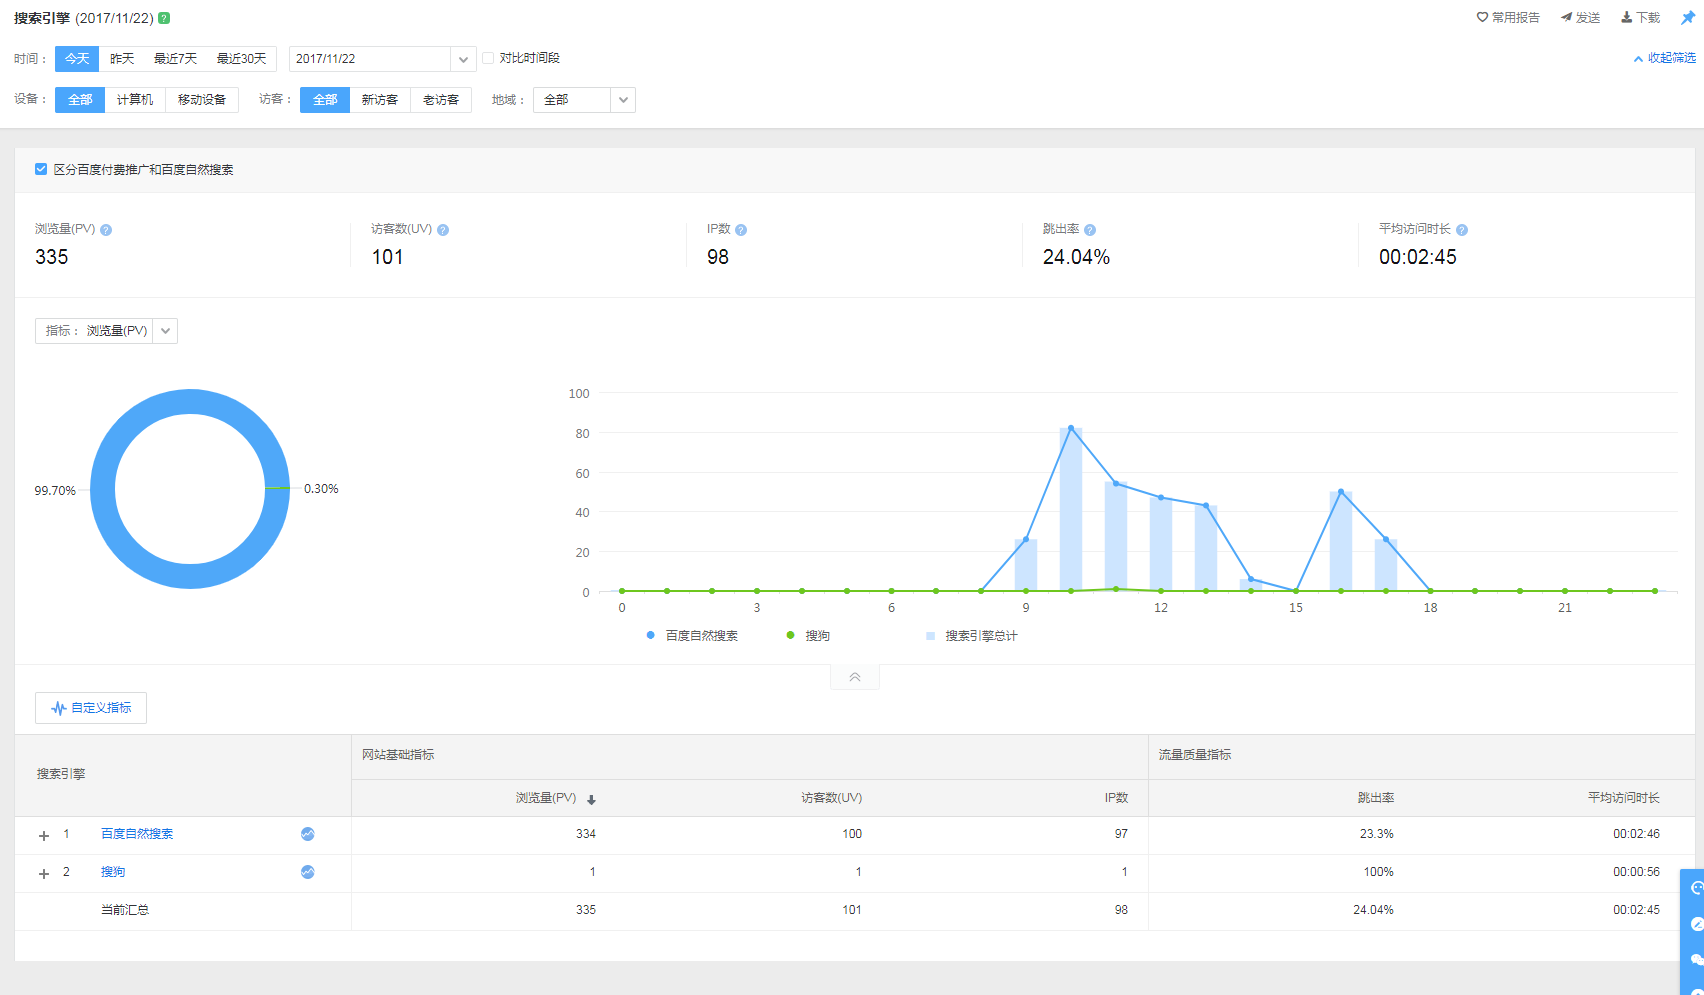 搜索引擎 (2017/11/22) ?
常用报告 发送 下载
时间： 今天 昨天 最近7天 最近30天 2017/11/22 对比时间段
收起筛选
设备： 全部 计算机 移动设备 访客： 全部 新访客 老访客 地域： 全部
区分百度付费推广和百度自然搜索
浏览量(PV) ? 访客数(UV) ? IP数 ? 跳出率 ? 平均访问时长 ?
335 101 98 24.04% 00:02:45
指标： 浏览量(PV)
99.70%
0.30%
100
80
60
40
20
0
0 3 6 9 12 15 18 21
百度自然搜索 搜狗 搜索引擎总计
自定义指标
搜索引擎 网站基础指标 流量质量指标
浏览量(PV) 访客数(UV) IP数 跳出率 平均访问时长
1 百度自然搜索 334 100 97 23.3% 00:02:46
2 搜狗 1 1 1 100% 00:00:56
当前汇总 335 101 98 24.04% 00:02:45